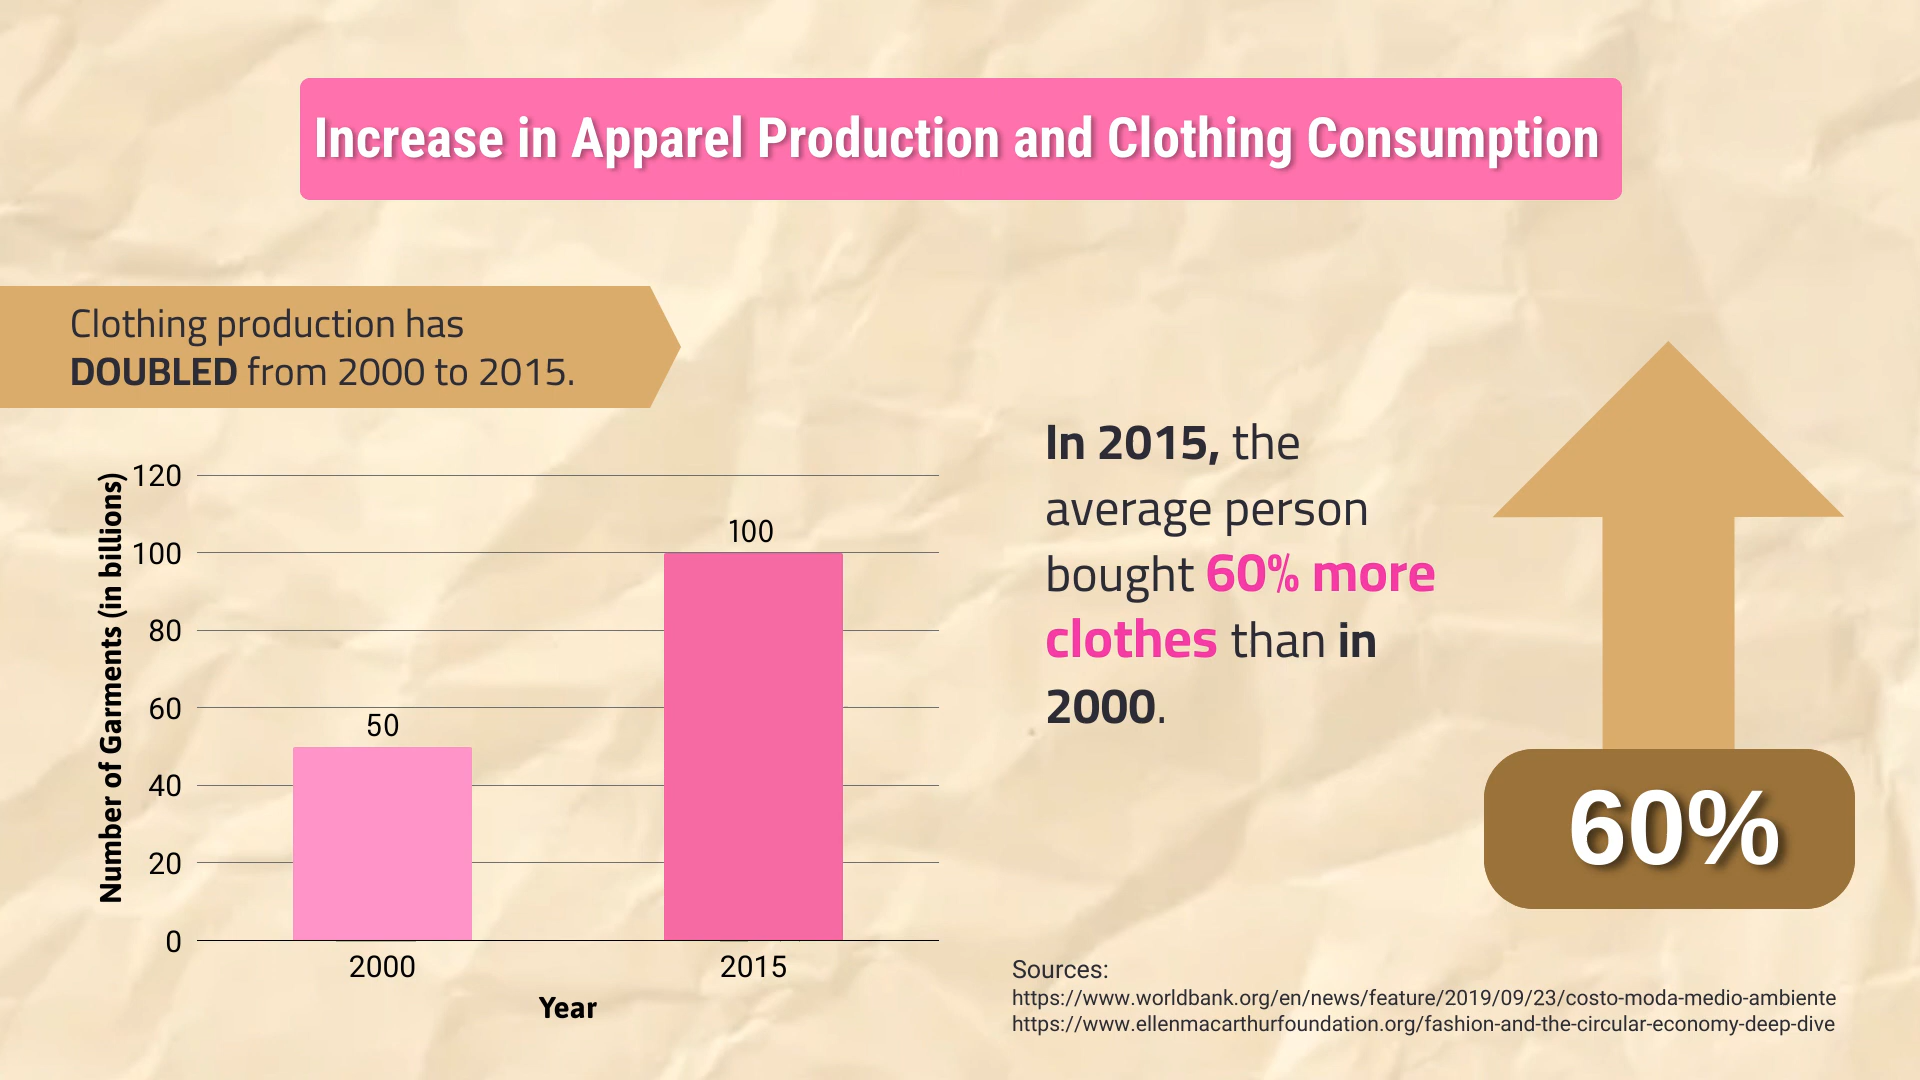 Increase in Apparel Production and Clothing Consumption
Clothing production has
DOUBLED from 2000 to 2015.
Number of Garments (in billions)
120
100
80
60
40
20
0
50
100
2000
2015
Year
In 2015, the
average person
bought 60% more
clothes than in
2000.
60%
Sources:
https://www.worldbank.org/en/news/feature/2019/09/23/costo-moda-medio-ambiente
https://www.ellenmacarthurfoundation.org/fashion-and-the-circular-economy-deep-dive